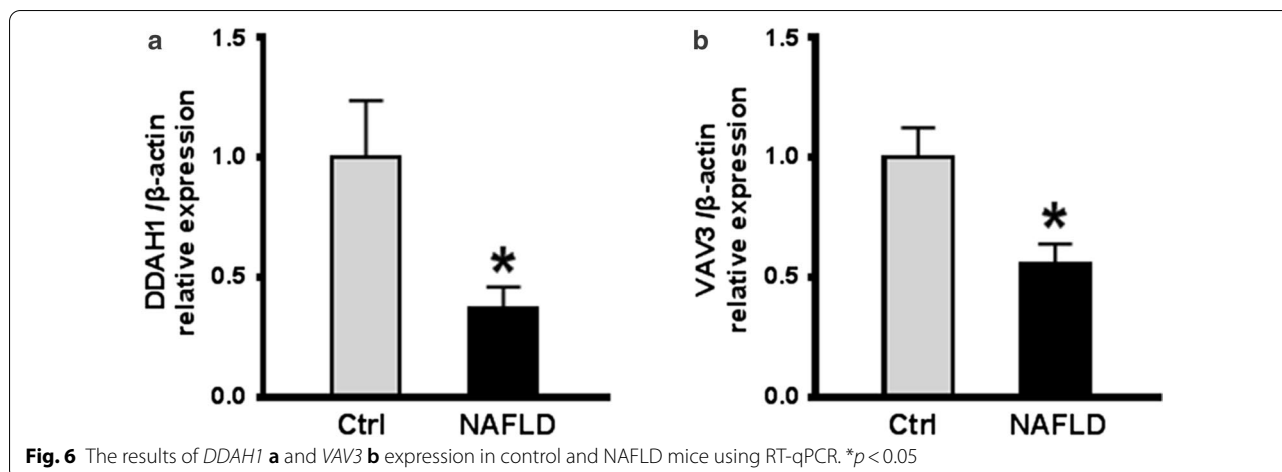 a
1.5
1.0
0.5
0.0
DDAH1 /β-actin
relative expression
*
Ctrl
NAFLD
b
1.5
1.0
0.5
0.0
VAV3 /β-actin
relative expression
*
Ctrl
NAFLD
Fig. 6 The results of DDAH1 a and VAV3 b expression in control and NAFLD mice using RT-qPCR. *p < 0.05